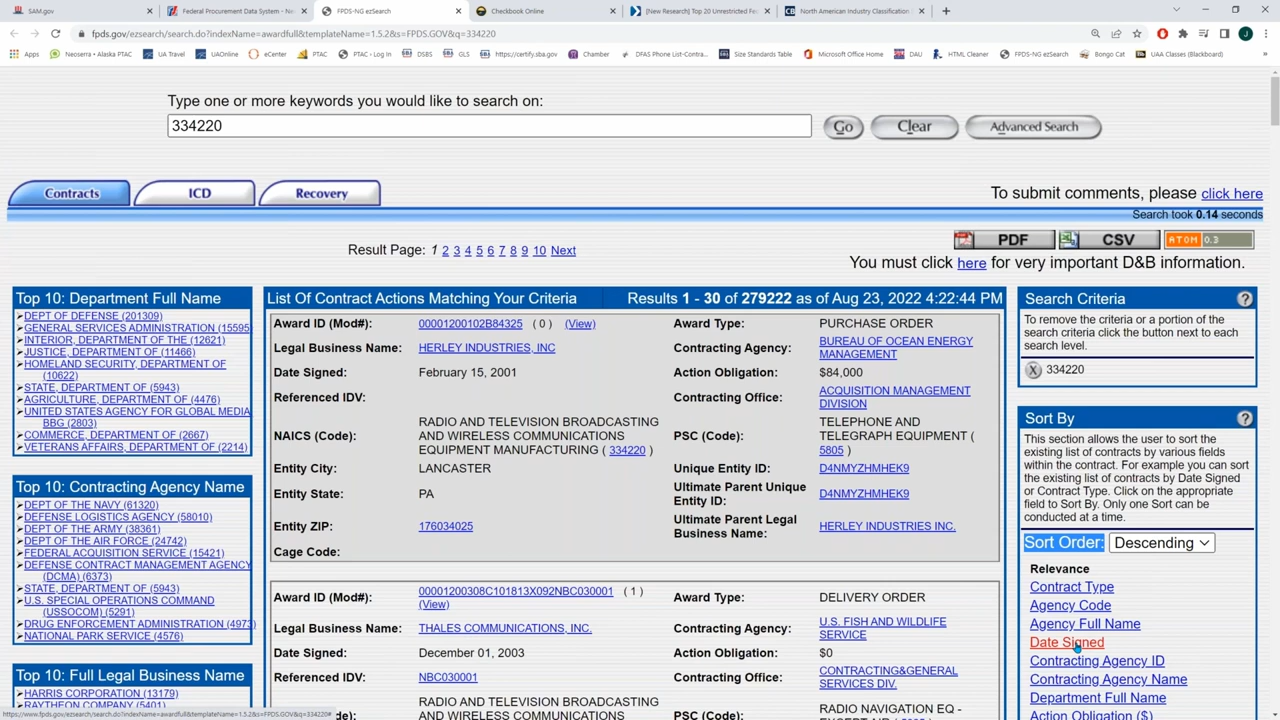 SAM.gov
Federal Procurement Data System - Ne
FPDS-NG ezSearch
Checkbook Online
[New Research] Top 20 Unrestricted Fe
North American Industry Classification
fpds.gov/ezsearch/search.do?indexName=awardfull&templateName=1.5.2&s=FPDS.GOV&q=334220
Apps
Neoserra » Alaska PTAC
UA Travel
UAOnline
eCenter
PTAC
PTAC - Log In
DSBS
GLS
https://certify.sba.gov
Chamber
DFAS Phone List-Contra...
Size Standards Table
Microsoft Office Home
DAU
HTML Cleaner
FPDS-NG ezSearch
Bongo Cat
UAA Classes (Blackboard)
Type one or more keywords you would like to search on:
334220
Go
Clear
Advanced Search
Contracts
ICD
Recovery
To submit comments, please click here
Search took 0.14 seconds
Result Page: 1 2 3 4 5 6 7 8 9 10 Next
PDF
CSV
ATOM 0.3
You must click here for very important D&B information.
Top 10: Department Full Name
DEPT OF DEFENSE (201309)
GENERAL SERVICES ADMINISTRATION (15595
INTERIOR, DEPARTMENT OF THE (12621)
JUSTICE, DEPARTMENT OF (11466)
HOMELAND SECURITY, DEPARTMENT OF
(10622)
STATE, DEPARTMENT OF (5943)
AGRICULTURE, DEPARTMENT OF (4476)
UNITED STATES AGENCY FOR GLOBAL MEDIA
BBG (2803)
COMMERCE, DEPARTMENT OF (2667)
VETERANS AFFAIRS, DEPARTMENT OF (2214)
Top 10: Contracting Agency Name
DEPT OF THE NAVY (61320)
DEFENSE LOGISTICS AGENCY (58010)
DEPT OF THE ARMY (38361)
DEPT OF THE AIR FORCE (24742)
FEDERAL ACQUISITION SERVICE (15421)
DEFENSE CONTRACT MANAGEMENT AGENCY
(DCMA) (6373)
STATE, DEPARTMENT OF (5943)
U.S. SPECIAL OPERATIONS COMMAND
(USSOCOM) (5291)
DRUG ENFORCEMENT ADMINISTRATION (4973)
NATIONAL PARK SERVICE (4576)
Top 10: Full Legal Business Name
HARRIS CORPORATION (13179)
RAYTHEON COMPANY (5401)
List Of Contract Actions Matching Your Criteria
Results 1 - 30 of 279222 as of Aug 23, 2022 4:22:44 PM
Award ID (Mod#): 00001200102B84325 ( 0 ) (View)
Award Type: PURCHASE ORDER
Legal Business Name: HERLEY INDUSTRIES, INC
Contracting Agency: BUREAU OF OCEAN ENERGY
MANAGEMENT
Date Signed: February 15, 2001
Action Obligation: $84,000
Referenced IDV:
Contracting Office: ACQUISITION MANAGEMENT
DIVISION
NAICS (Code): RADIO AND TELEVISION BROADCASTING
AND WIRELESS COMMUNICATIONS
EQUIPMENT MANUFACTURING ( 334220 )
PSC (Code): TELEPHONE AND
TELEGRAPH EQUIPMENT (
5805 )
Entity City: LANCASTER
Unique Entity ID: D4NMYZHMHEK9
Entity State: PA
Ultimate Parent Unique
Entity ID: D4NMYZHMHEK9
Entity ZIP: 176034025
Ultimate Parent Legal
Business Name: HERLEY INDUSTRIES INC.
Cage Code:
Award ID (Mod#): 00001200308C101813X092NBC030001 ( 1 )
(View)
Award Type: DELIVERY ORDER
Legal Business Name: THALES COMMUNICATIONS, INC.
Contracting Agency: U.S. FISH AND WILDLIFE
SERVICE
Date Signed: December 01, 2003
Action Obligation: $0
Referenced IDV: NBC030001
Contracting Office: CONTRACTING&GENERAL
SERVICES DIV.
RADIO AND TELEVISION BROADCASTING
RADIO NAVIGATION EQ -
Search Criteria
To remove the criteria or a portion of the
search criteria click the button next to each
search level.
334220
Sort By
This section allows the user to sort the
existing list of contracts by various fields
within the contract. For example you can sort
the existing list of contracts by Date Signed
or Contract Type. Click on the appropriate
field to Sort By. Only one Sort can be
conducted at a time.
Sort Order: Descending
Relevance
Contract Type
Agency Code
Agency Full Name
Date Signed
Contracting Agency ID
Contracting Agency Name
Department Full Name
Action Obligation ($)
https://www.fpds.gov/ezsearch/search.do?indexName=awardfull&templateName=1.5.2&s=FPDS.GOV&q=334220#